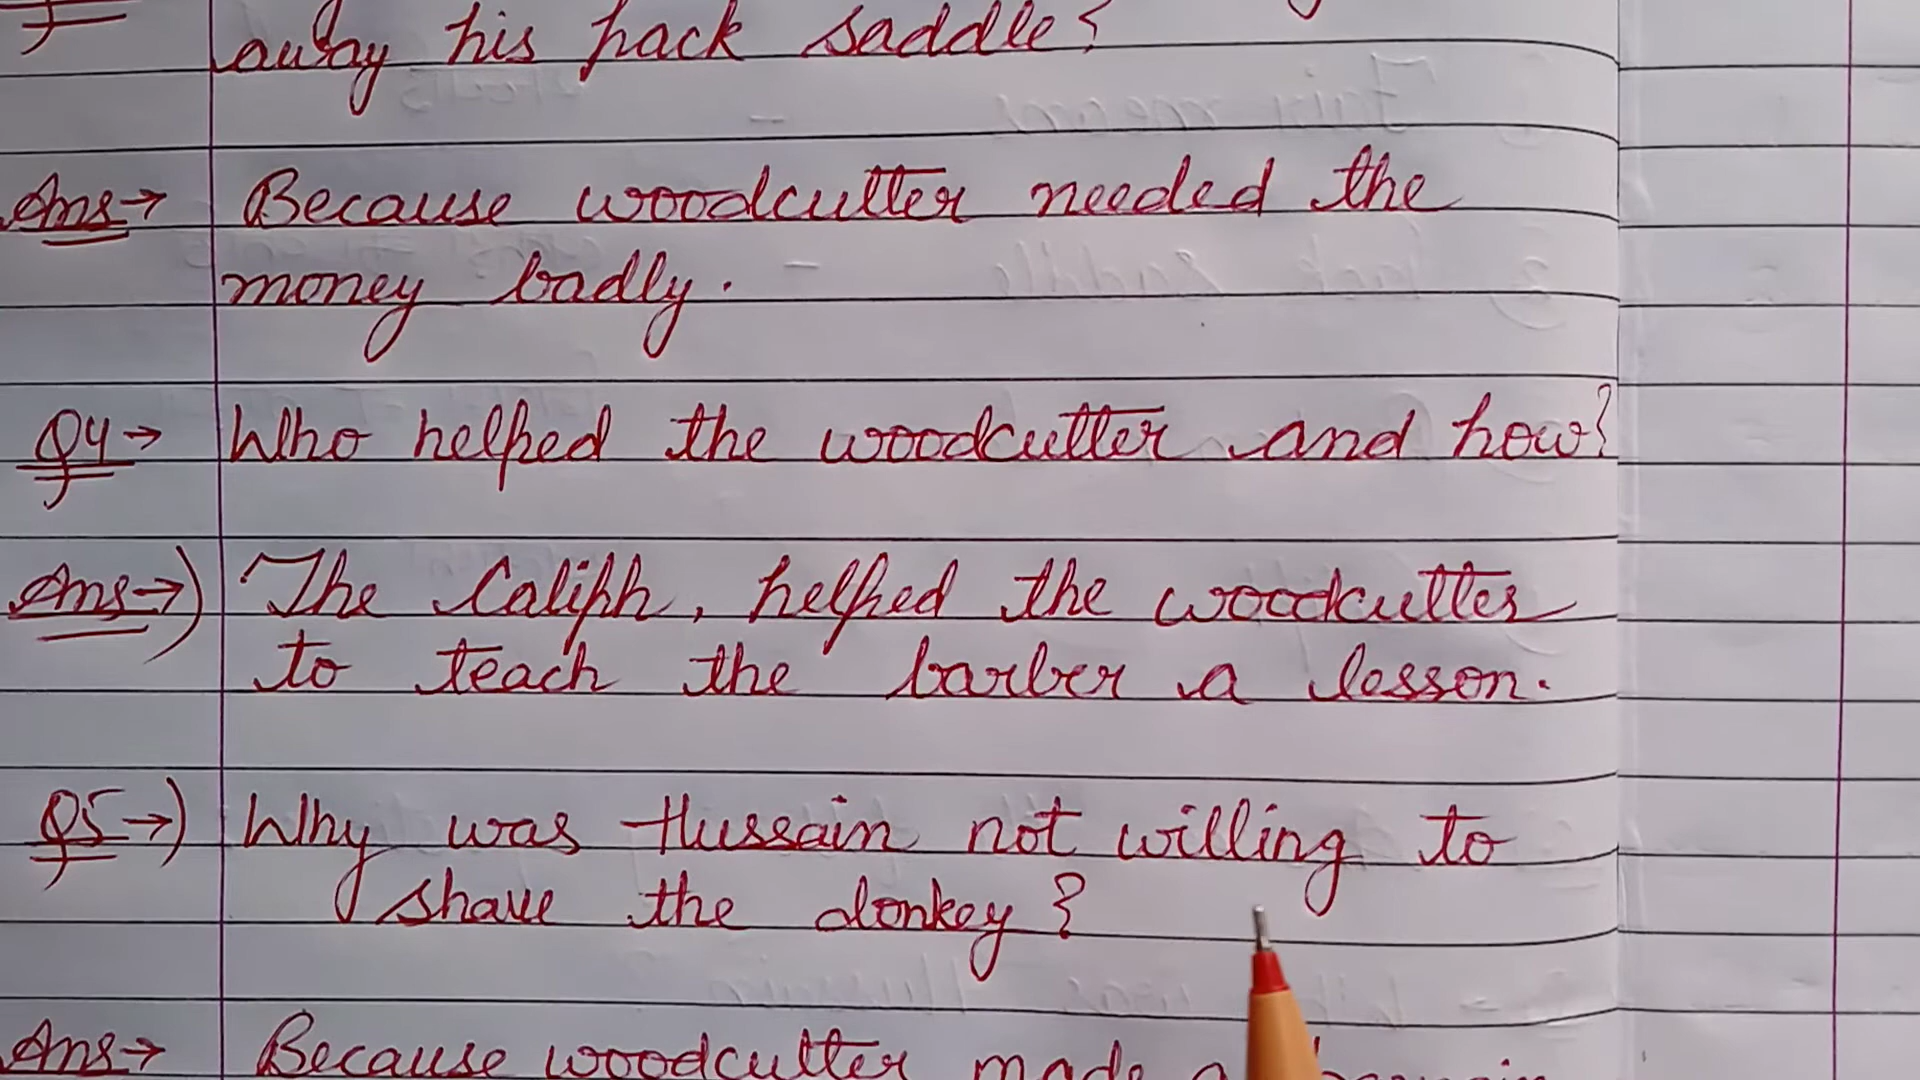 away his pack saddle?
Ans→ Because woodcutter needed the
money badly.
Q4→ Who helped the woodcutter and how?
Ans→) The Caliph, helped the woodcutter
to teach the barber a lesson.
Q5→) Why was Hussain not willing to
shave the donkey?
Ans→ Because woodcutter made a